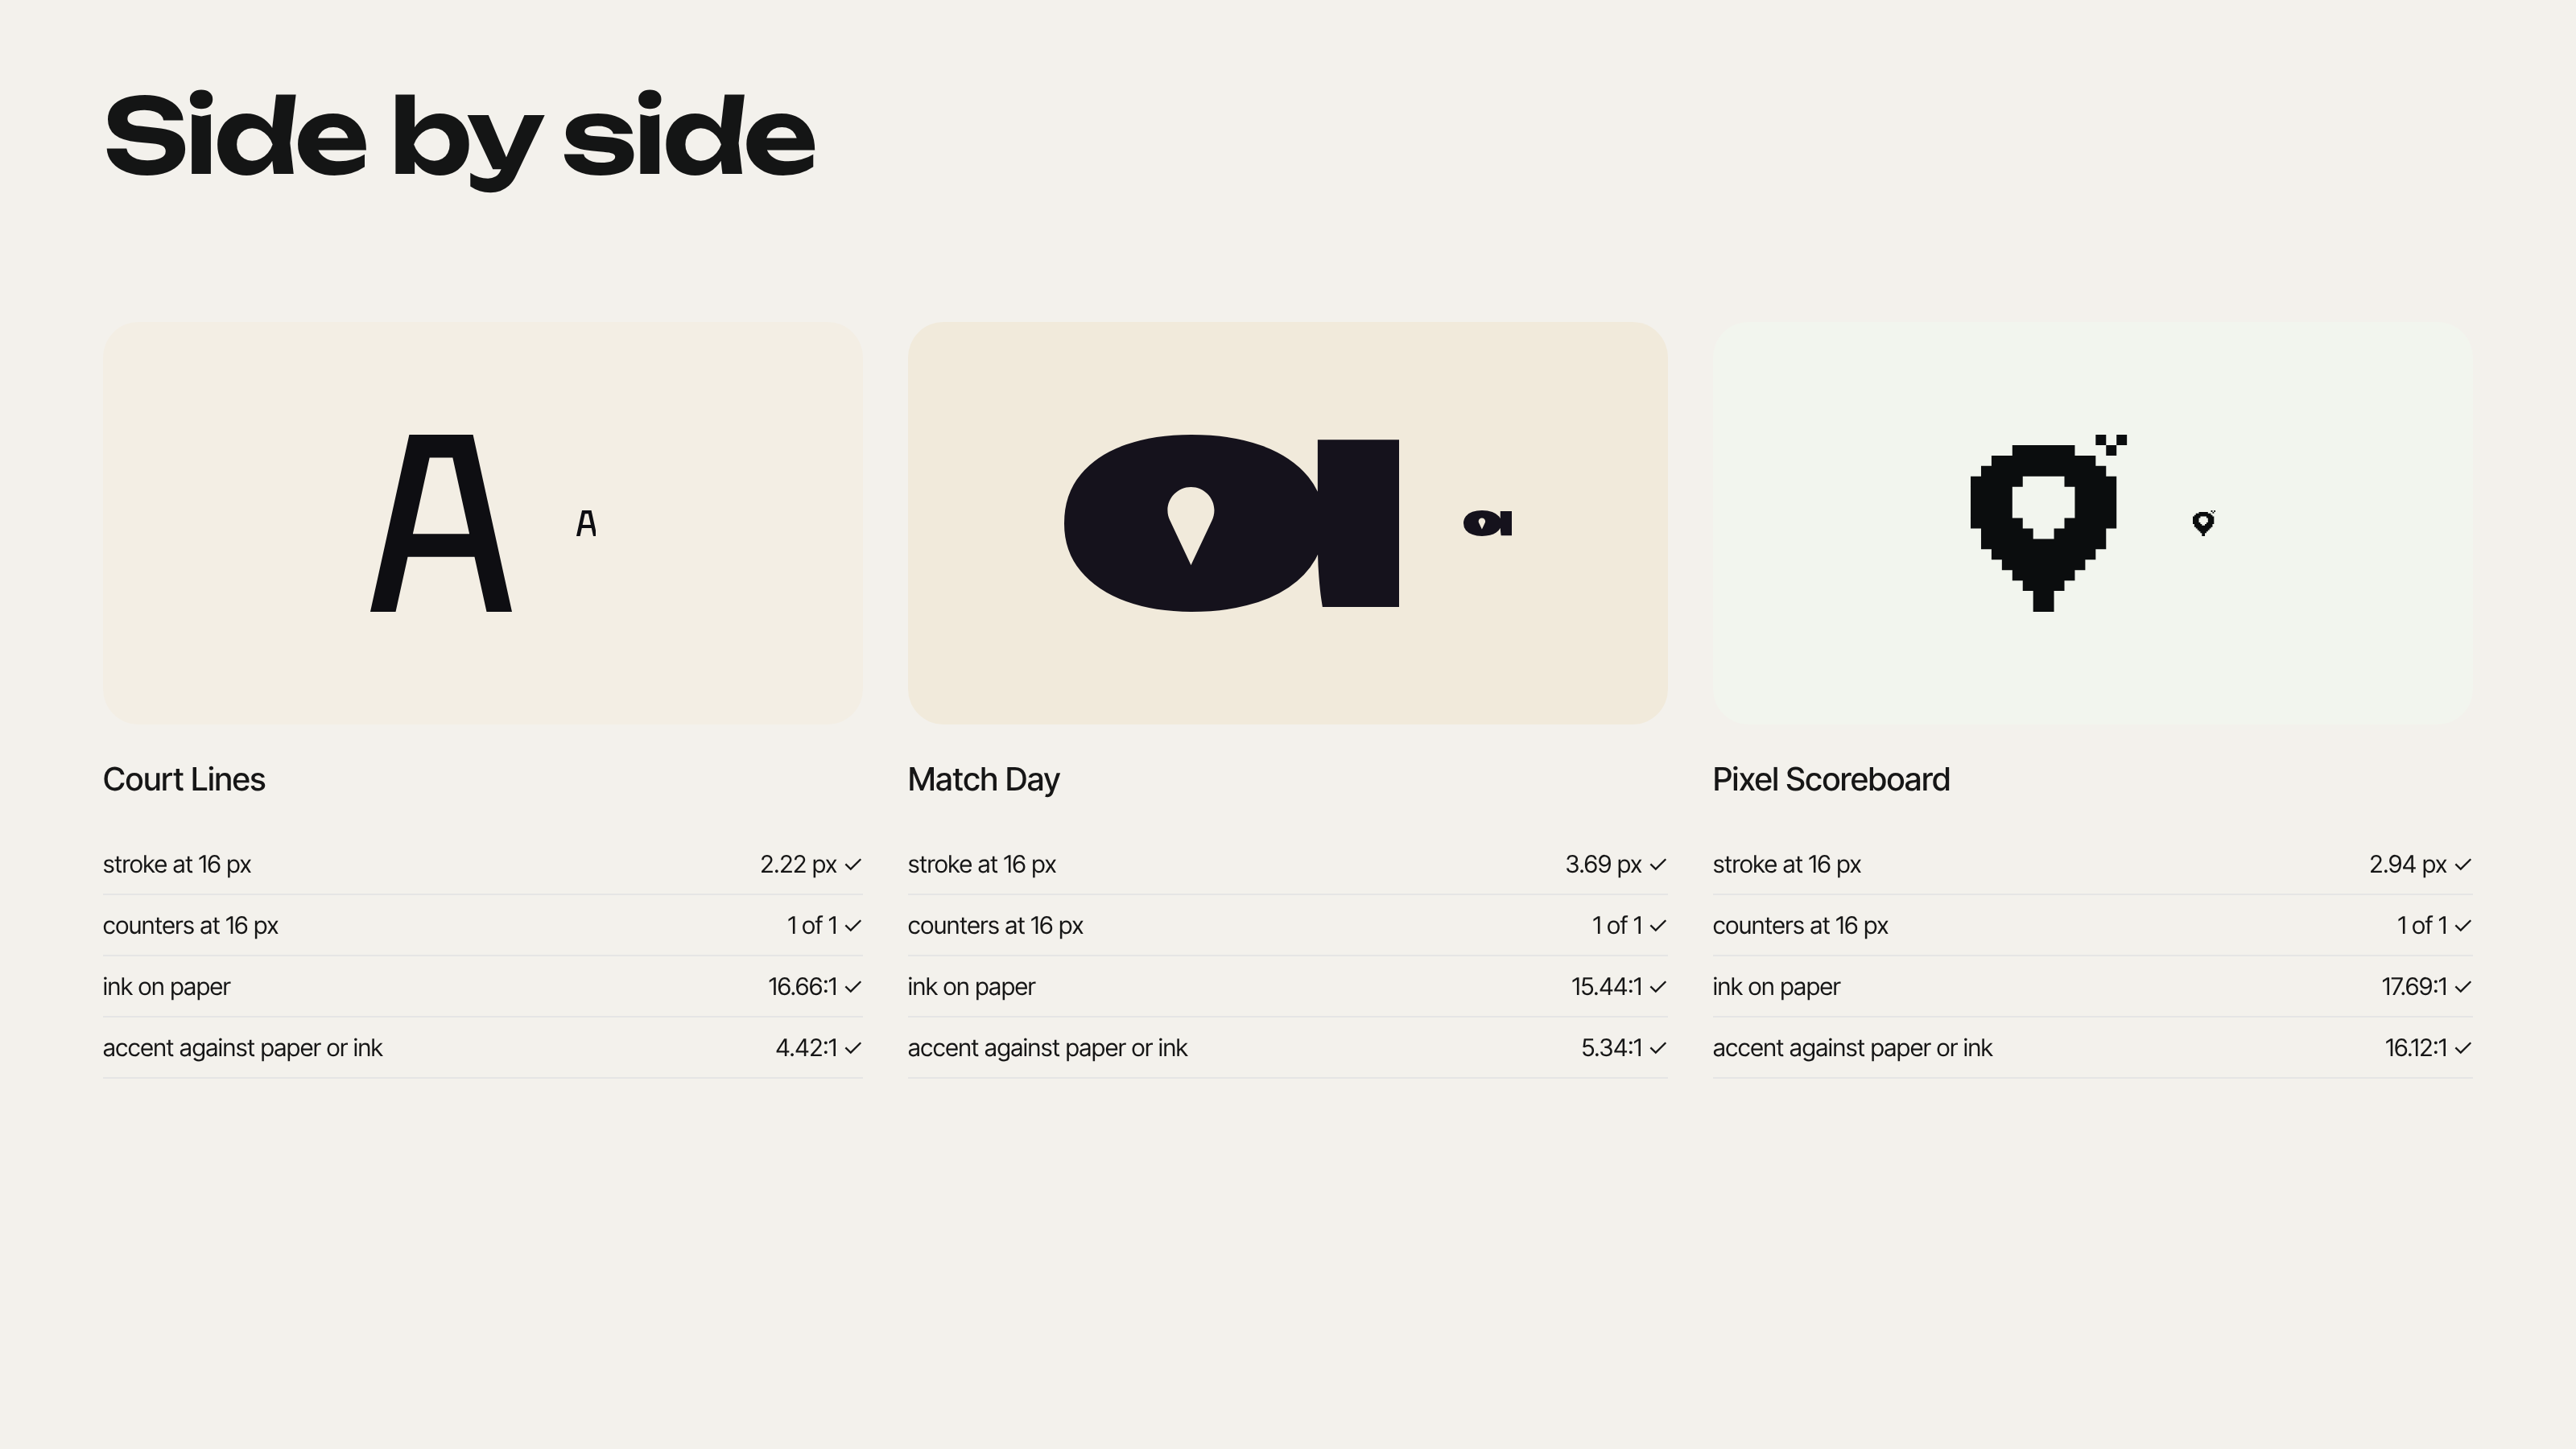 Side by side
A A
a a
Court Lines
stroke at 16 px 2.22 px ✓
counters at 16 px 1 of 1 ✓
ink on paper 16.66:1 ✓
accent against paper or ink 4.42:1 ✓
Match Day
stroke at 16 px 3.69 px ✓
counters at 16 px 1 of 1 ✓
ink on paper 15.44:1 ✓
accent against paper or ink 5.34:1 ✓
Pixel Scoreboard
stroke at 16 px 2.94 px ✓
counters at 16 px 1 of 1 ✓
ink on paper 17.69:1 ✓
accent against paper or ink 16.12:1 ✓